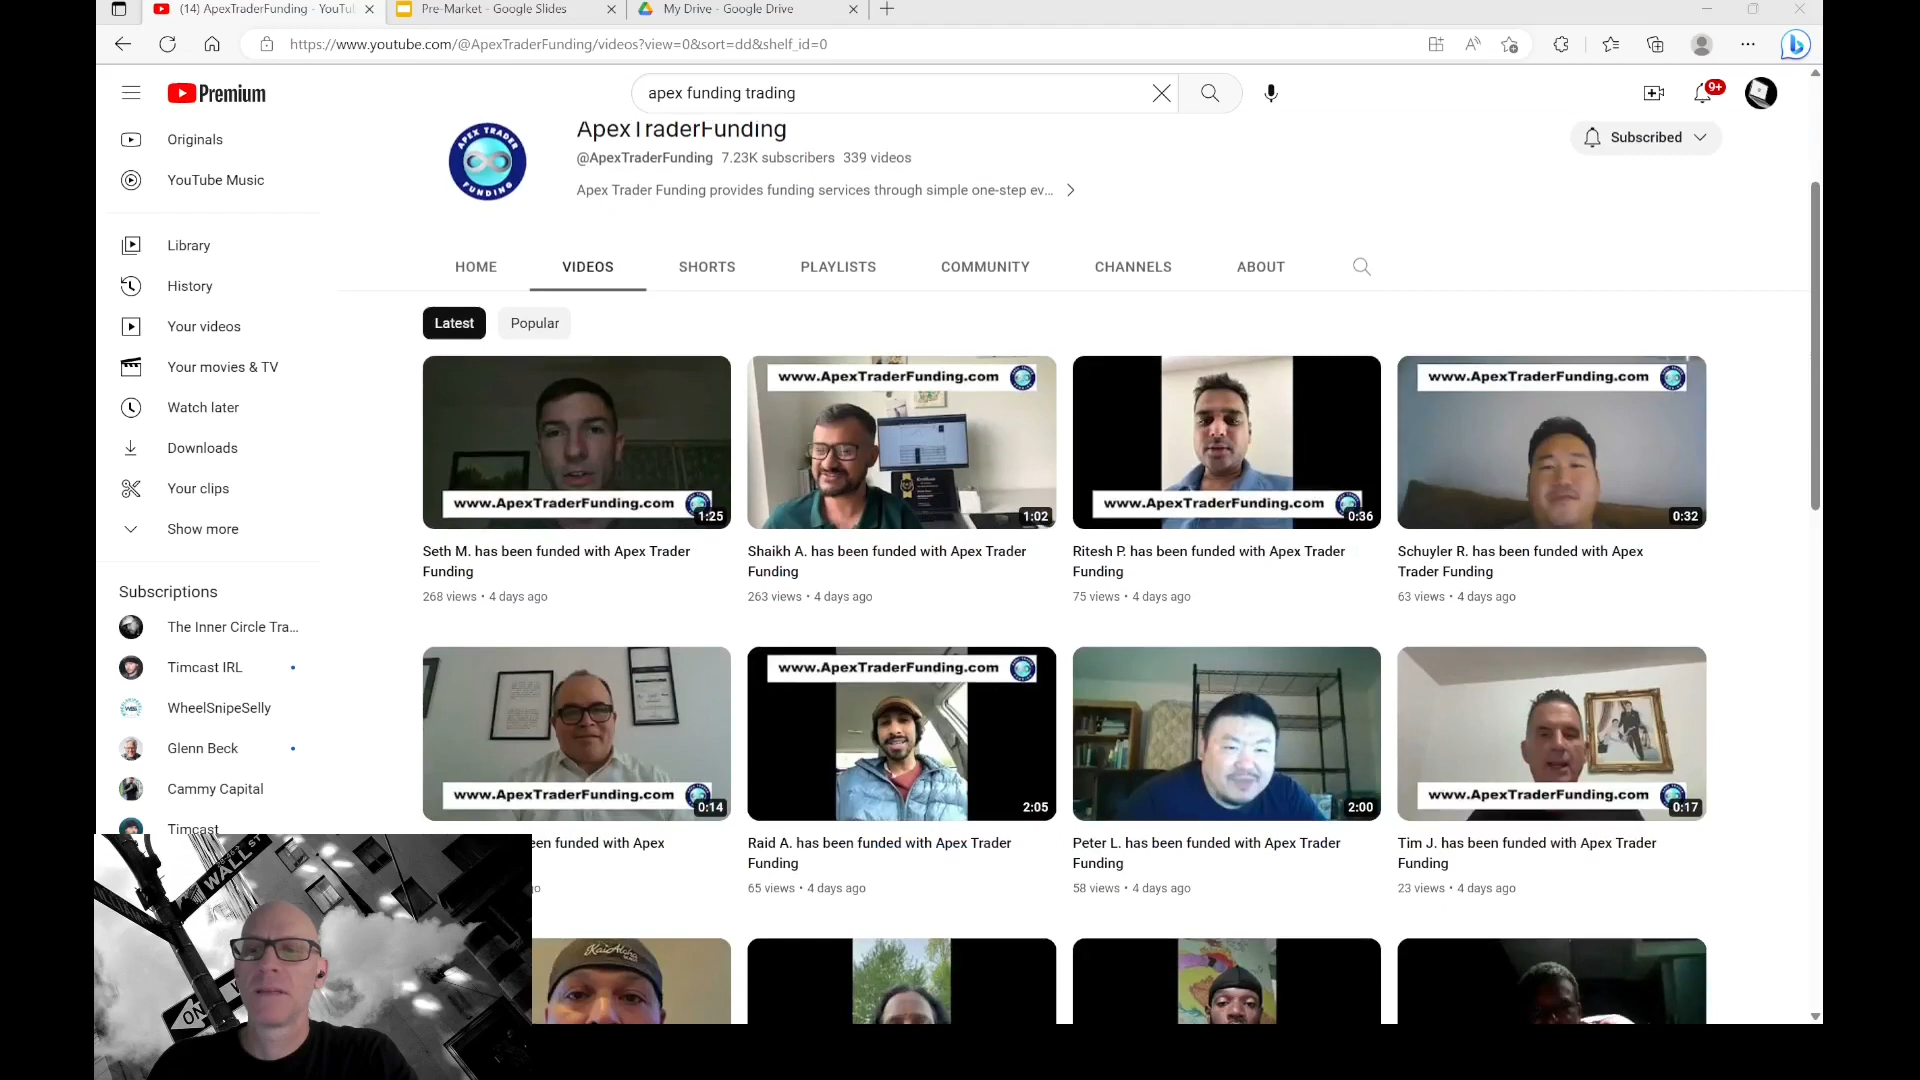 (14) ApexTraderFunding - YouTu
Pre-Market - Google Slides
My Drive - Google Drive
https://www.youtube.com/@ApexTraderFunding/videos?view=0&sort=dd&shelf_id=0
Premium
apex funding trading
9+
Originals
YouTube Music
Library
History
Your videos
Your movies & TV
Watch later
Downloads
Your clips
Show more
Subscriptions
The Inner Circle Tra...
Timcast IRL
WheelSnipeSelly
Glenn Beck
Cammy Capital
Timcast
APEX TRADER
FUNDING
ApexTraderFunding
@ApexTraderFunding 7.23K subscribers 339 videos
Apex Trader Funding provides funding services through simple one-step ev...
Subscribed
HOME
VIDEOS
SHORTS
PLAYLISTS
COMMUNITY
CHANNELS
ABOUT
Latest
Popular
www.ApexTraderFunding.com
1:25
www.ApexTraderFunding.com
1:02
www.ApexTraderFunding.com
0:36
www.ApexTraderFunding.com
0:32
Seth M. has been funded with Apex Trader
Funding
268 views • 4 days ago
Shaikh A. has been funded with Apex Trader
Funding
263 views • 4 days ago
Ritesh P. has been funded with Apex Trader
Funding
75 views • 4 days ago
Schuyler R. has been funded with Apex
Trader Funding
63 views • 4 days ago
www.ApexTraderFunding.com
0:14
www.ApexTraderFunding.com
2:05
2:00
www.ApexTraderFunding.com
0:17
een funded with Apex
go
Raid A. has been funded with Apex Trader
Funding
65 views • 4 days ago
Peter L. has been funded with Apex Trader
Funding
58 views • 4 days ago
Tim J. has been funded with Apex Trader
Funding
23 views • 4 days ago
WALL ST
ON